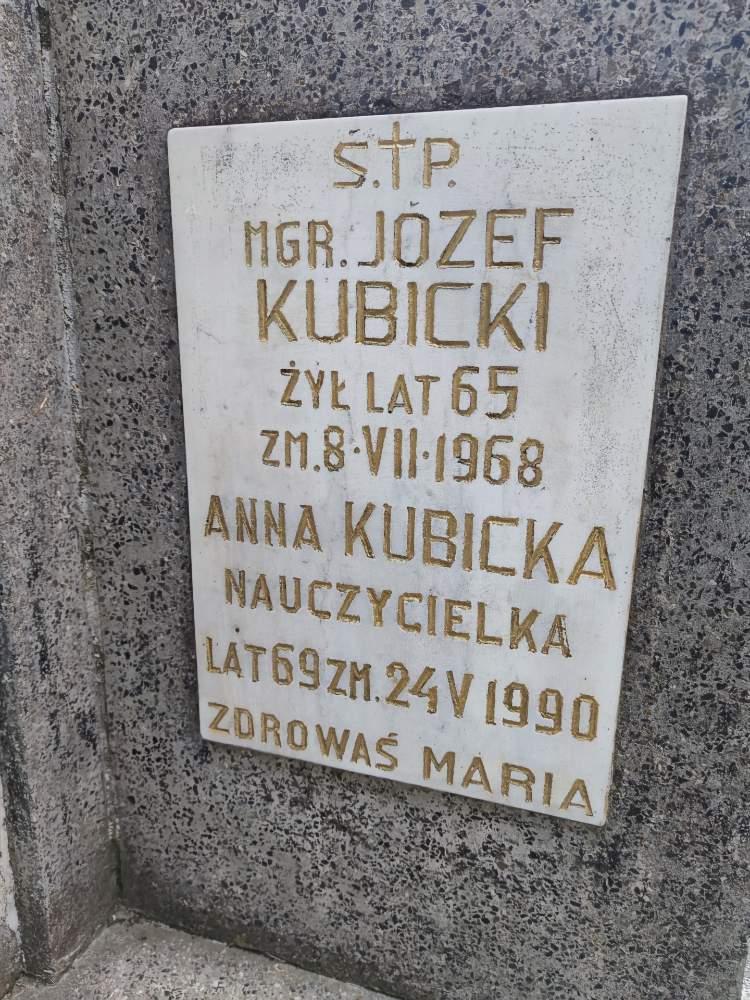 Ś.†P.
MGR. JÓZEF
KUBICKI
ŻYŁ LAT 65
ZM. 8·VII·1968
ANNA KUBICKA
NAUCZYCIELKA
LAT 69 ZM. 24 V 1990
ZDROWAŚ MARIA